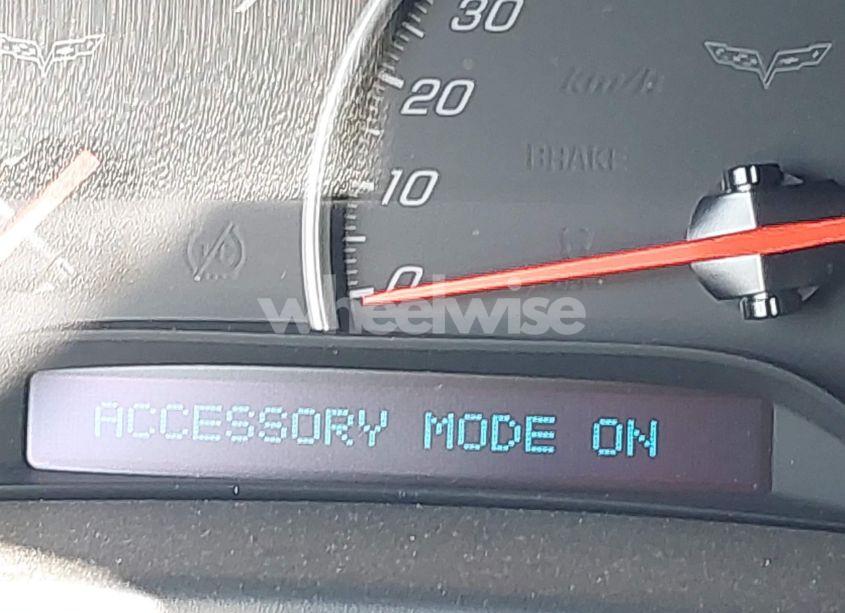 30
20
km/h
BRAKE
10
0
wheelwise
ACCESSORY MODE ON